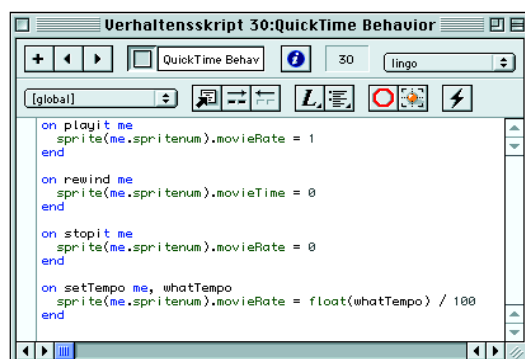 Verhaltensskript 30:QuickTime Behavior
QuickTime Behav
30
lingo
[global]
on playit me
sprite(me.spritenum).movieRate = 1
end
on rewind me
sprite(me.spritenum).movieTime = 0
end
on stopit me
sprite(me.spritenum).movieRate = 0
end
on setTempo me, whatTempo
sprite(me.spritenum).movieRate = float(whatTempo) / 100
end